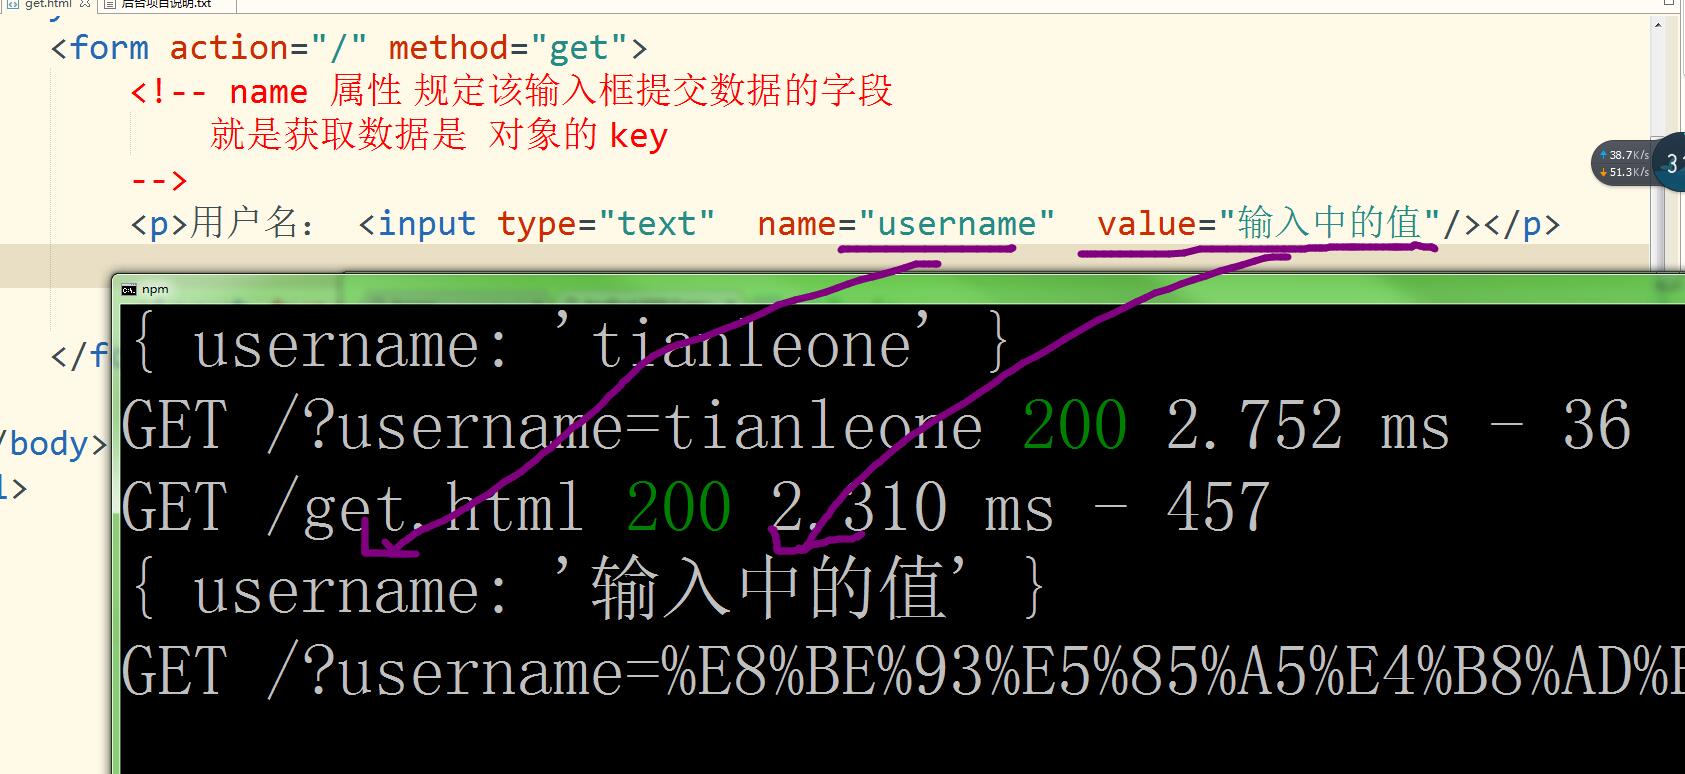 get.html 后台项目说明.txt
<form action="/" method="get">
<!-- name 属性 规定该输入框提交数据的字段
就是获取数据是 对象的 key
-->
38.7K/s
51.3K/s
<p>用户名： <input type="text" name="username" value="输入中的值"/></p>
npm
{ username: 'tianleone' }
</f
GET /?username=tianleone 200 2.752 ms - 36
/body>
GET /get.html 200 2.310 ms - 457
l>
{ username: '输入中的值' }
GET /?username=%E8%BE%93%E5%85%A5%E4%B8%AD%